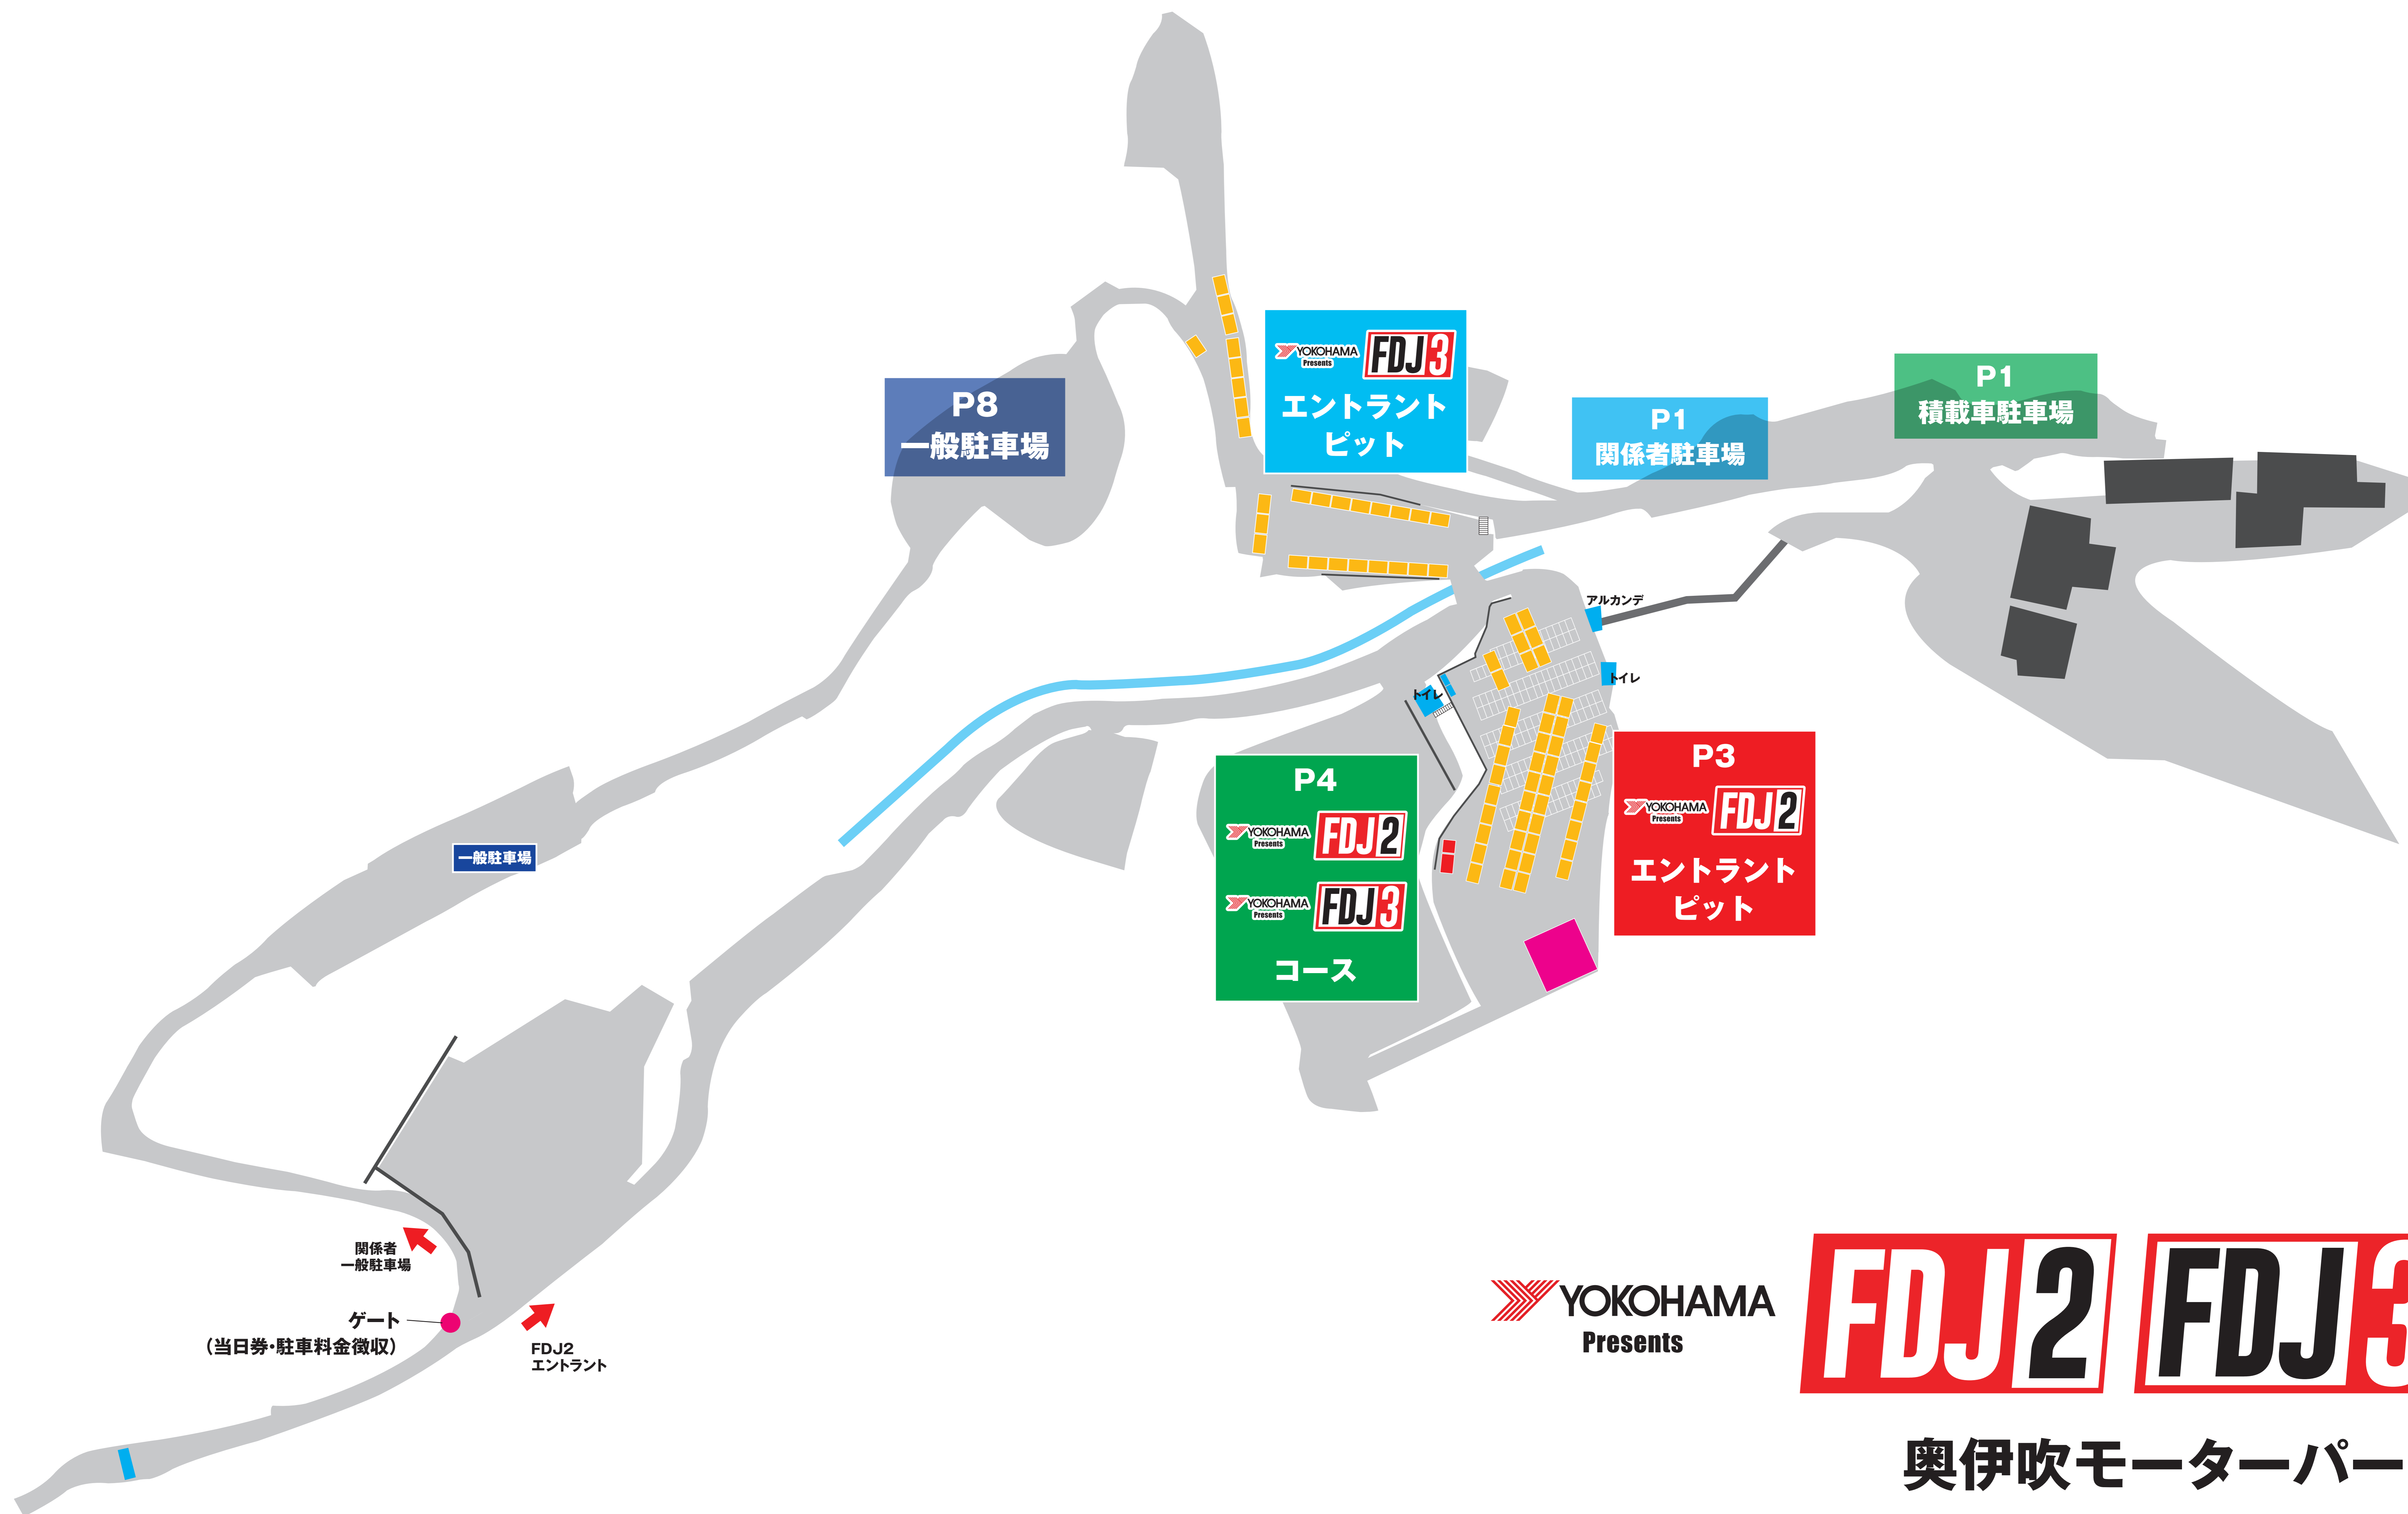 YOKOHAMA
Presents
FDJ3
エントラント
ピット
P8
一般駐車場
P1
関係者駐車場
P1
積載車駐車場
アルカンデ
トイレ
トイレ
P3
YOKOHAMA
Presents
FDJ2
エントラント
ピット
P4
YOKOHAMA
Presents
FDJ2
YOKOHAMA
Presents
FDJ3
コース
一般駐車場
関係者
一般駐車場
ゲート
(当日券・駐車料金徴収)
FDJ2
エントラント
YOKOHAMA
Presents
FDJ2
FDJ3
奥伊吹モーターパー